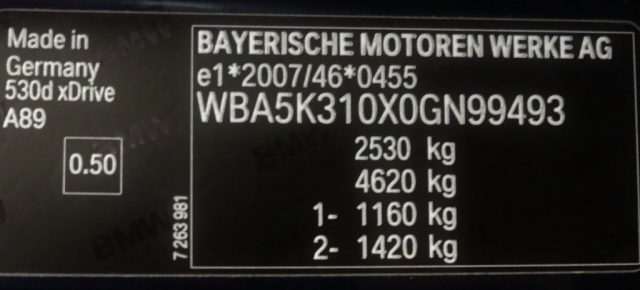 Made in
Germany
530d xDrive
A89
0.50
7 263 981
BAYERISCHE MOTOREN WERKE AG
e1*2007/46*0455
WBA5K310X0GN99493
2530 kg
4620 kg
1- 1160 kg
2- 1420 kg
BMW